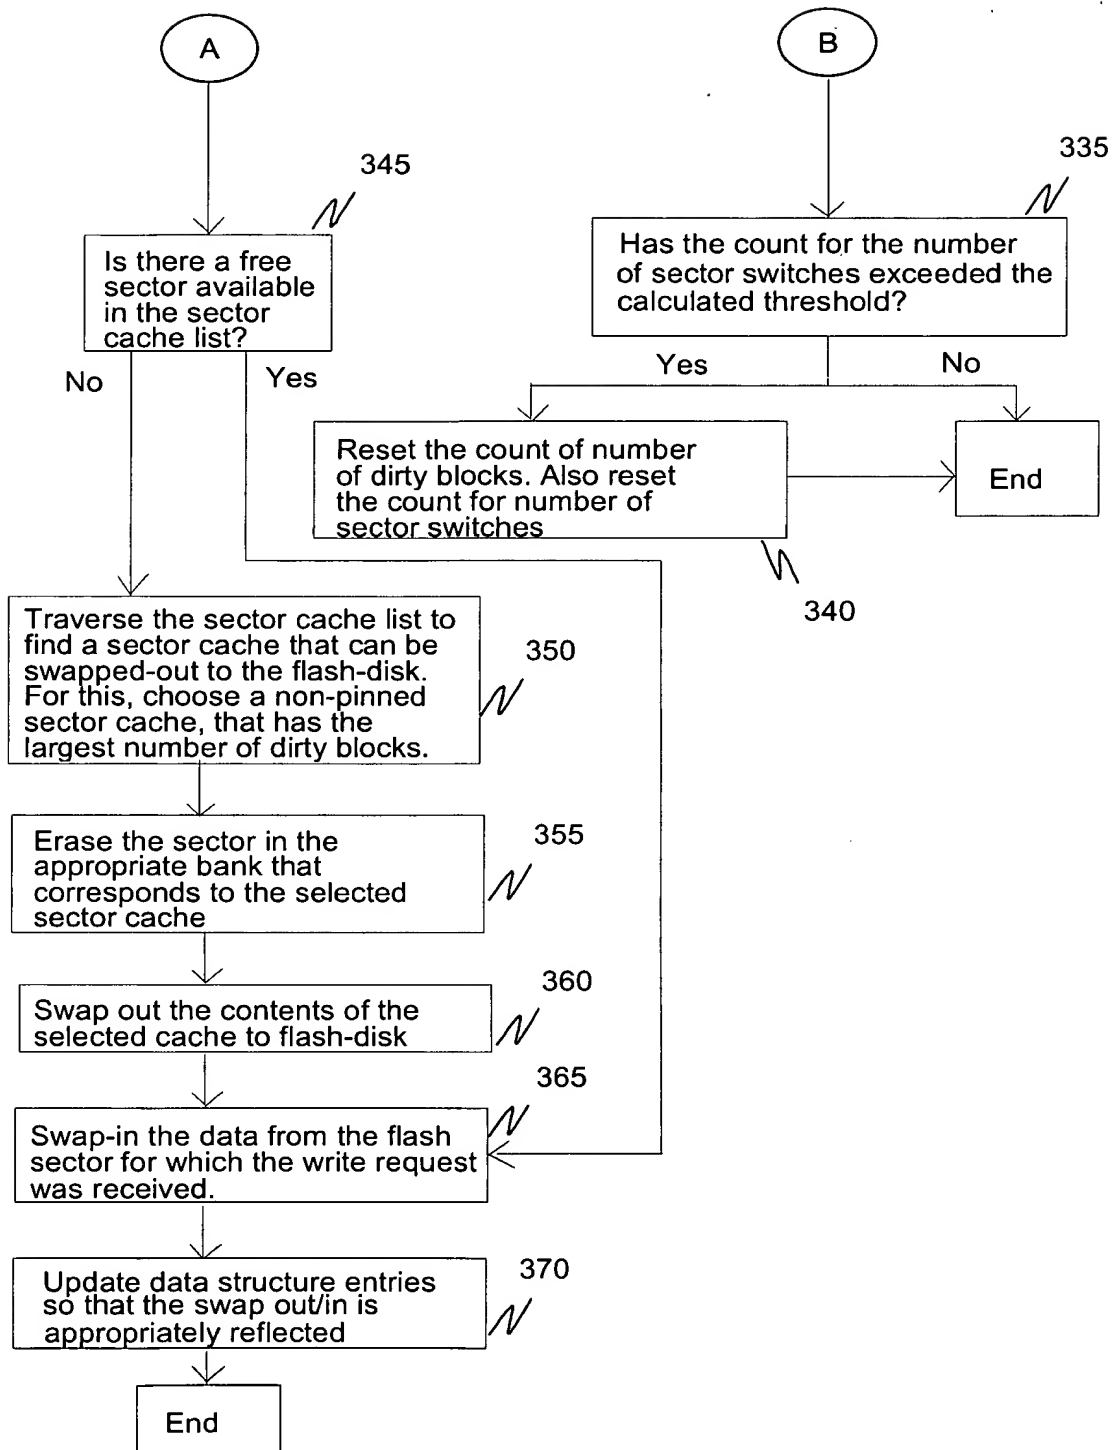 A
B
345
335
Is there a free
sector available
in the sector
cache list?
Has the count for the number
of sector switches exceeded the
calculated threshold?
No
Yes
Yes
No
Reset the count of number
of dirty blocks. Also reset
the count for number of
sector switches
End
340
Traverse the sector cache list to
find a sector cache that can be
swapped-out to the flash-disk.
For this, choose a non-pinned
sector cache, that has the
largest number of dirty blocks.
350
Erase the sector in the
appropriate bank that
corresponds to the selected
sector cache
355
Swap out the contents of the
selected cache to flash-disk
360
365
Swap-in the data from the flash
sector for which the write request
was received.
Update data structure entries
so that the swap out/in is
appropriately reflected
370
End